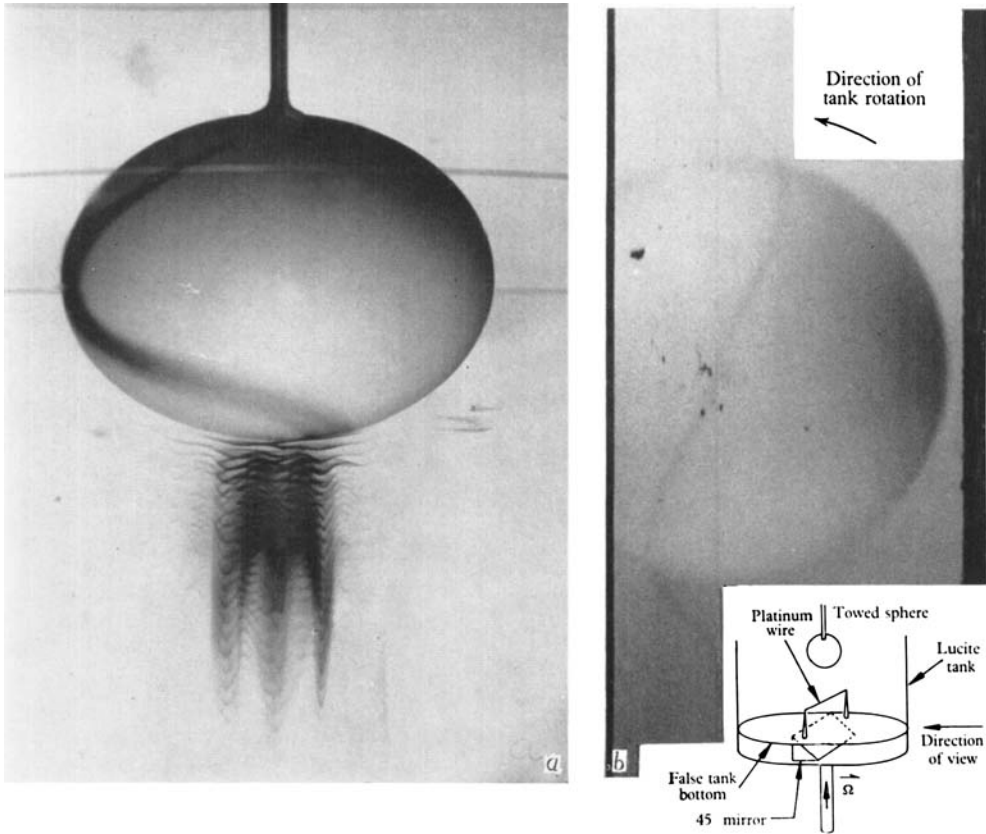 a
Direction of
tank rotation
b
Platinum
wire
Towed sphere
Lucite
tank
Direction
of view
False tank
bottom
45 mirror
Ω